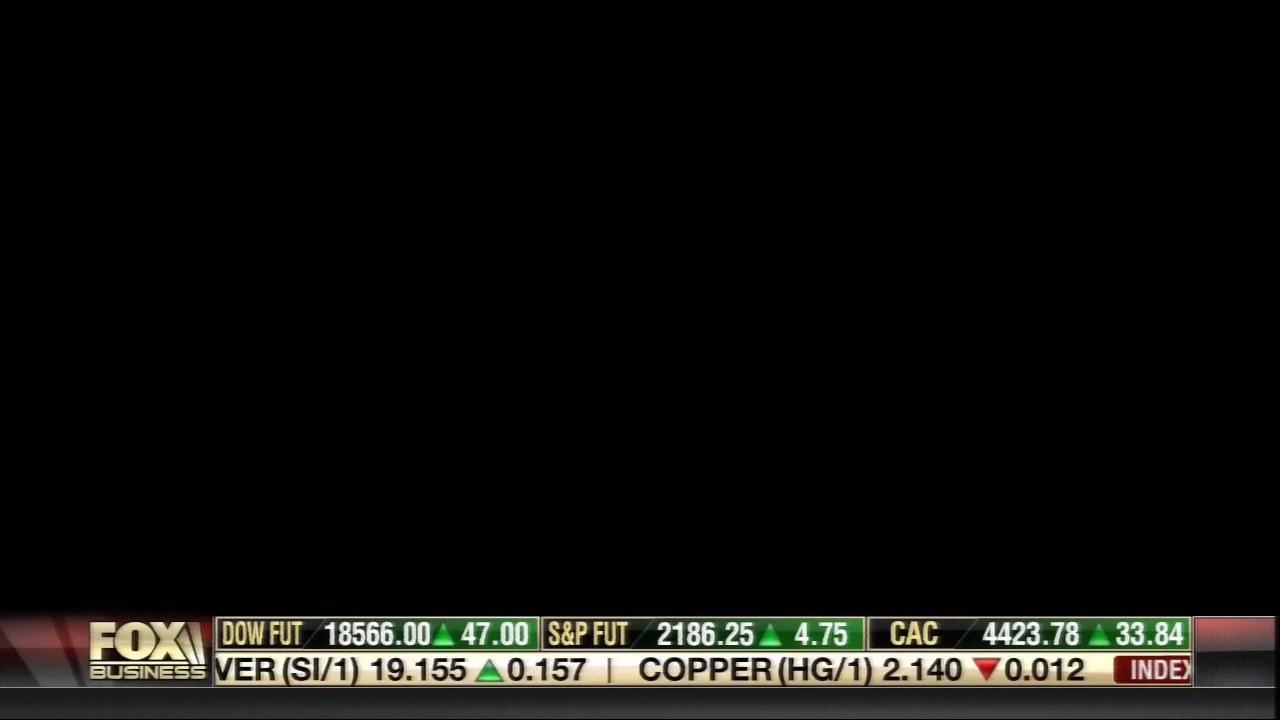 FOX
BUSINESS
DOW FUT 18566.00 ▲ 47.00 S&P FUT 2186.25 ▲ 4.75 CAC 4423.78 ▲ 33.84
VER (SI/1) 19.155 ▲ 0.157 | COPPER (HG/1) 2.140 ▼ 0.012 INDEX